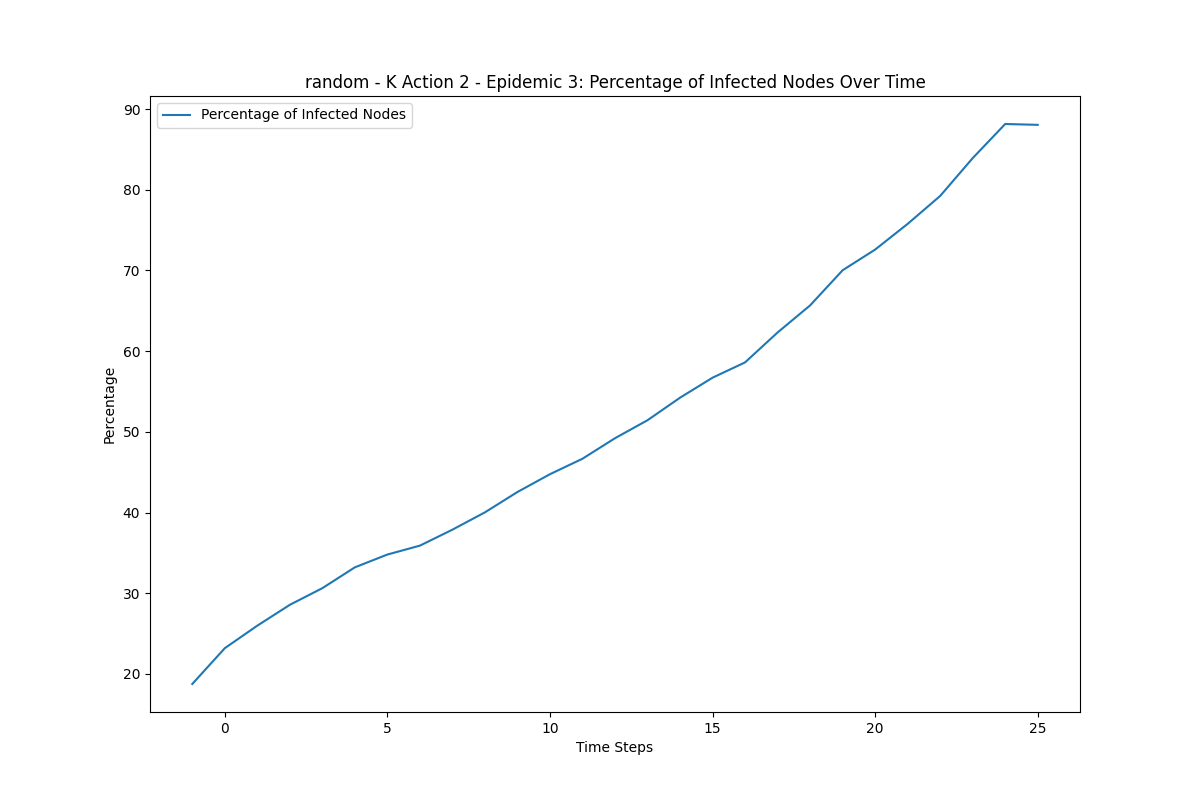 random - K Action 2 - Epidemic 3: Percentage of Infected Nodes Over Time
Percentage of Infected Nodes
90
80
70
60
50
40
30
20
Percentage
0 5 10 15 20 25
Time Steps